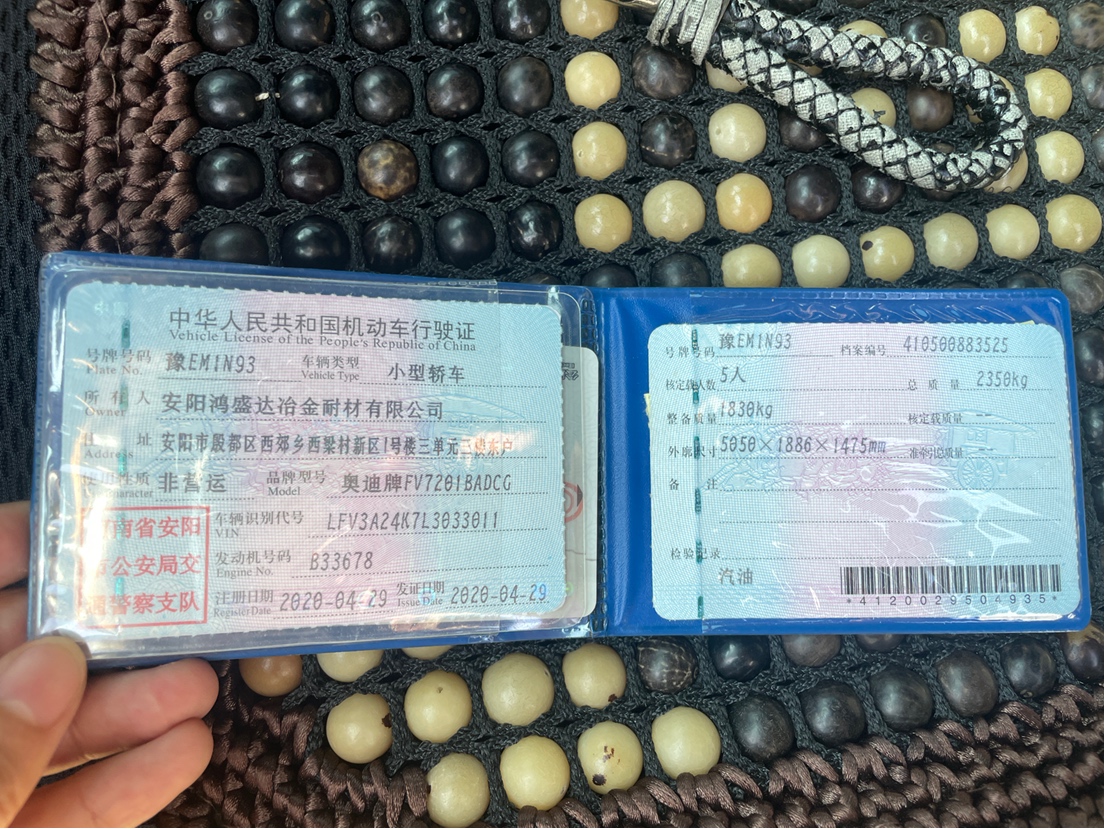 中华人民共和国机动车行驶证
Vehicle License of the People's Republic of China
号牌号码 豫EM1N93 车辆类型 小型轿车
Plate No. Vehicle Type
所有人 安阳鸿盛达冶金耐材有限公司
Owner
住址 安阳市殷都区西郊乡西梁村新区1号楼三单元三楼东户
Address
使用性质 非营运 品牌型号 奥迪牌FV7201BADCG
Character Model
车辆识别代号 LFV3A24K7L3033011
VIN
发动机号码 B33678
Engine No.
注册日期 2020-04-29 发证日期 2020-04-29
Register Date Issue Date
河南省安阳
市公安局交
通警察支队
号牌号码 豫EM1N93 档案编号 410500883525
核定载人数 5人 总质量 2350kg
整备质量 1830kg 核定载质量 --
外廓尺寸 5050×1886×1475mm 准牵引总质量 --
备注
检验记录
汽油
*4120029504935*